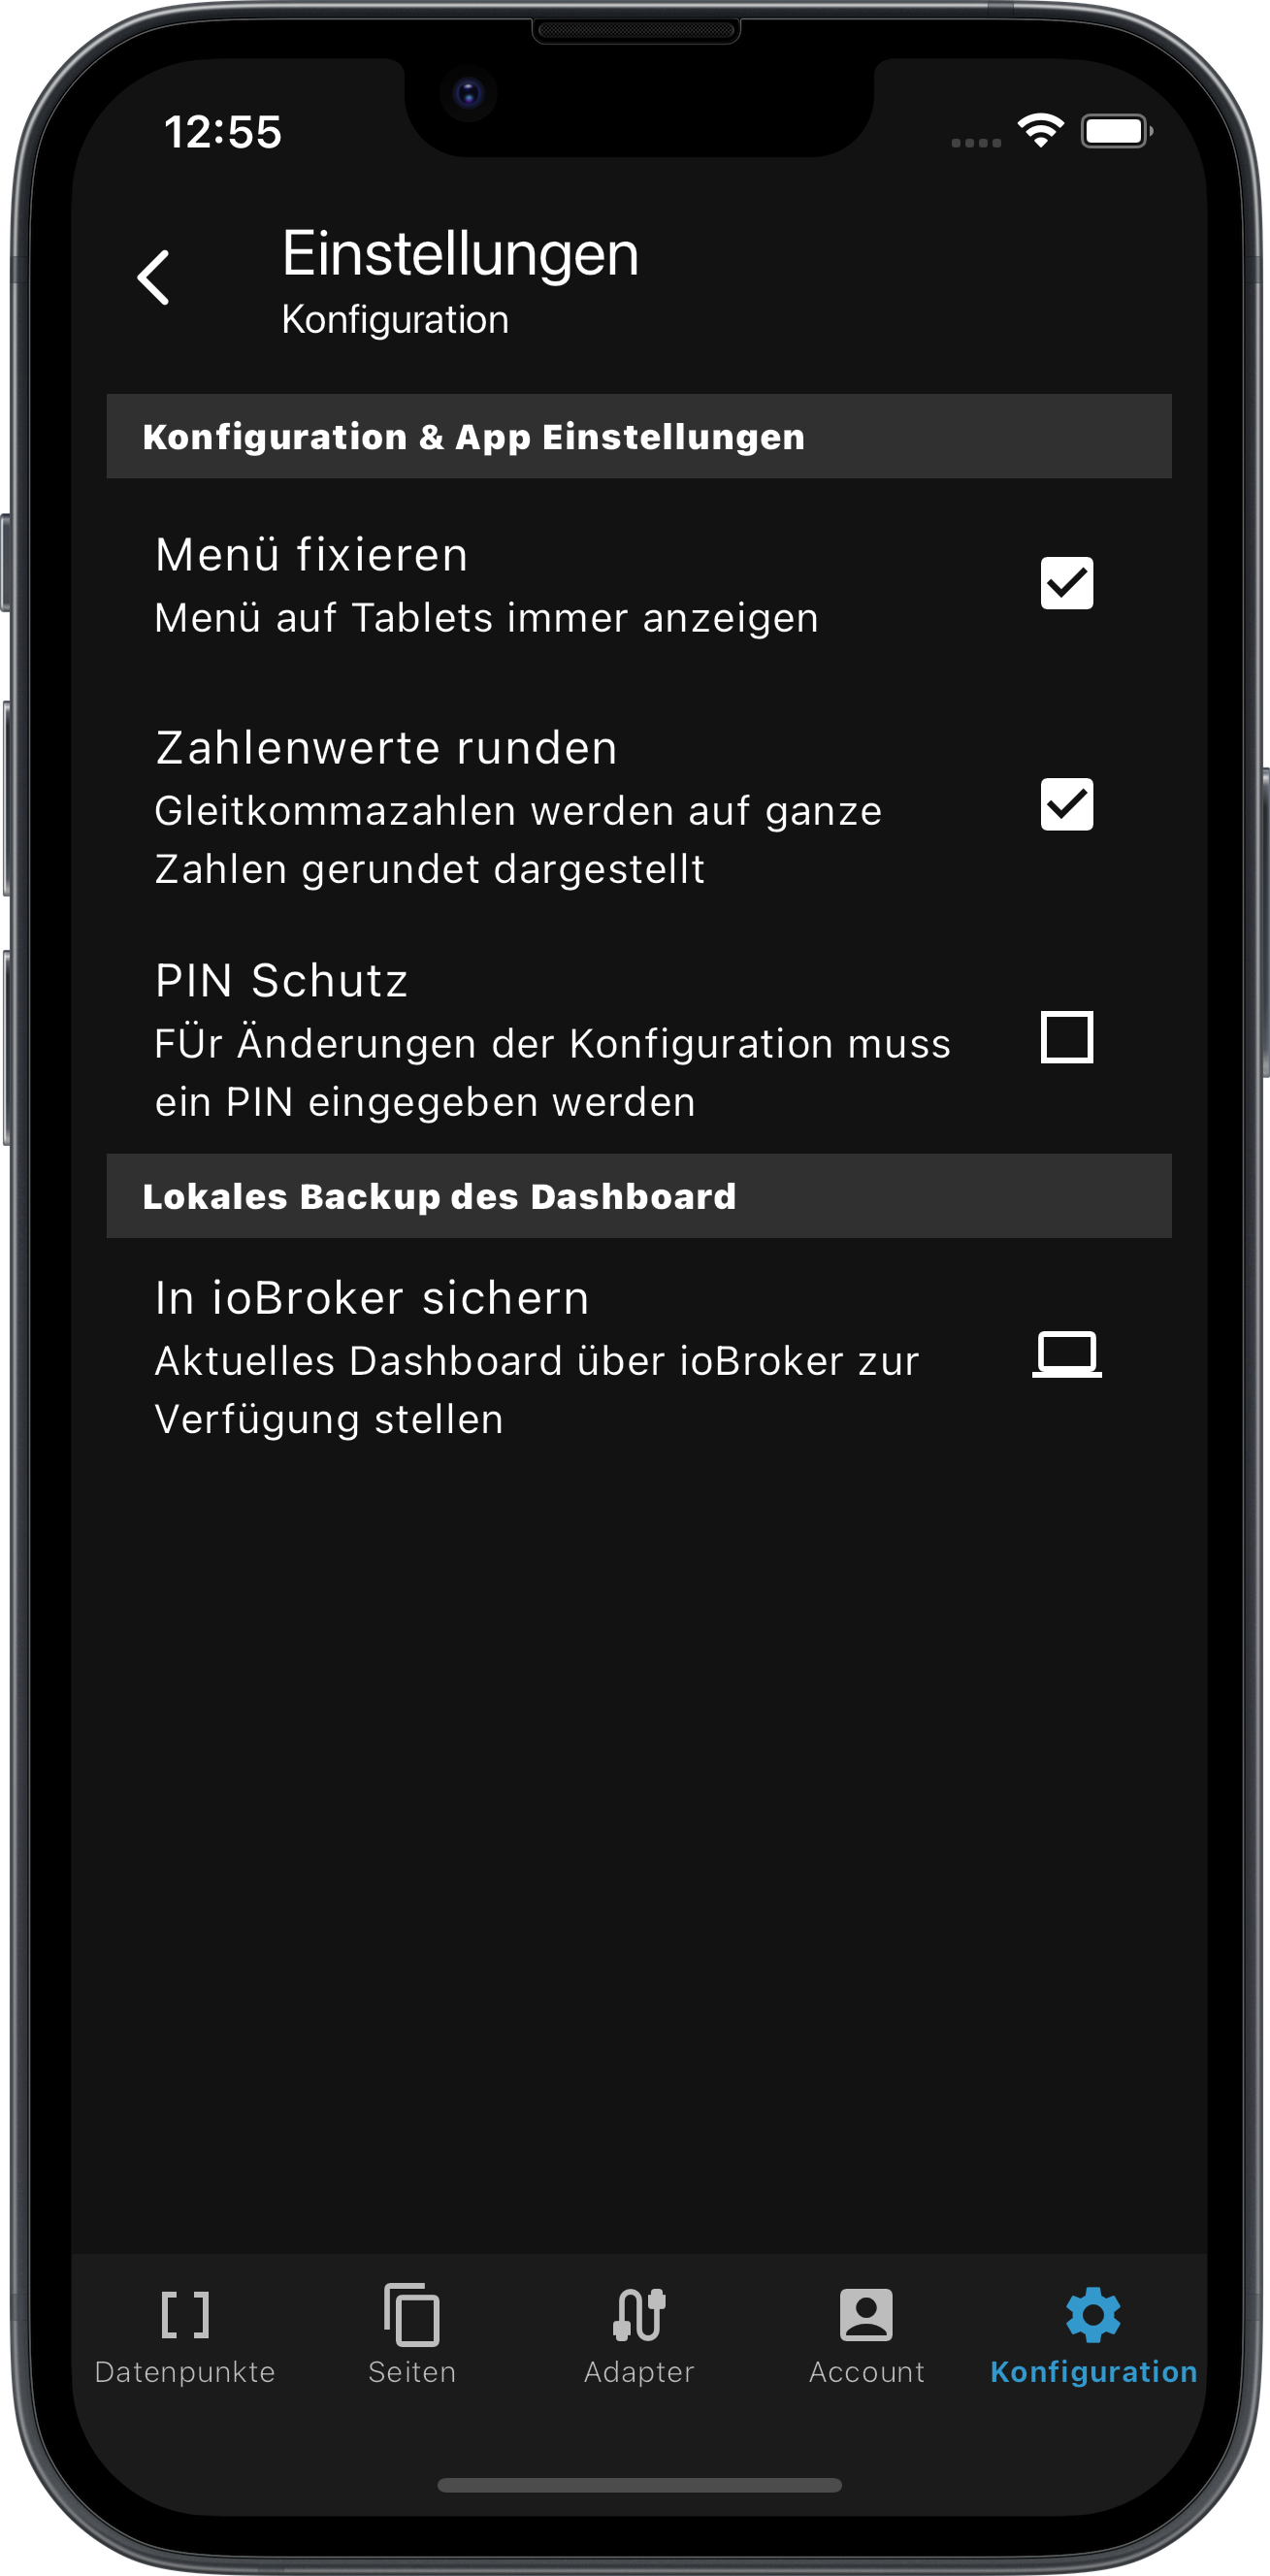 12:55
Einstellungen
Konfiguration
Konfiguration & App Einstellungen
Menü fixieren
Menü auf Tablets immer anzeigen
Zahlenwerte runden
Gleitkommazahlen werden auf ganze
Zahlen gerundet dargestellt
PIN Schutz
FÜr Änderungen der Konfiguration muss
ein PIN eingegeben werden
Lokales Backup des Dashboard
In ioBroker sichern
Aktuelles Dashboard über ioBroker zur
Verfügung stellen
Datenpunkte
Seiten
Adapter
Account
Konfiguration